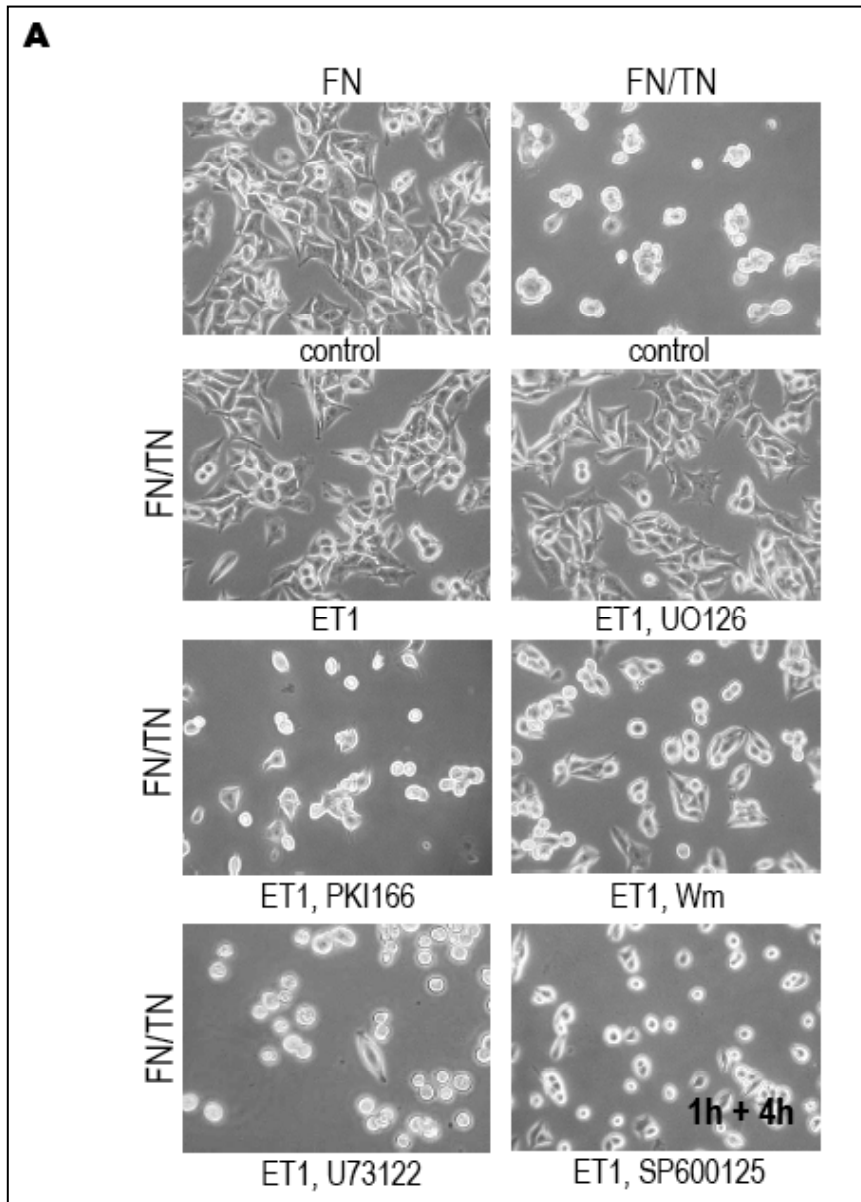 A
FN FN/TN
control control
FN/TN
ET1 ET1, UO126
FN/TN
ET1, PKI166 ET1, Wm
FN/TN
1h + 4h
ET1, U73122 ET1, SP600125